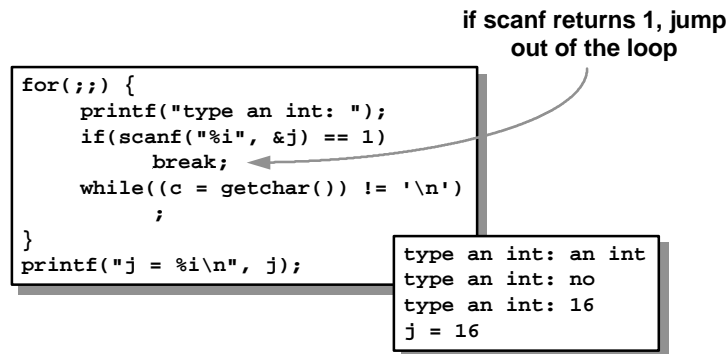 if scanf returns 1, jump
out of the loop
for(;;) {
printf("type an int: ");
if(scanf("%i", &j) == 1)
break;
while((c = getchar()) != '\n')
;
}
printf("j = %i\n", j);
type an int: an int
type an int: no
type an int: 16
j = 16